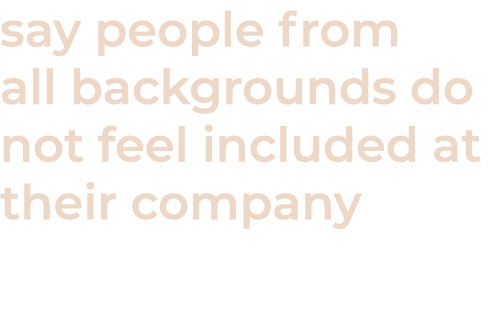 say people from
all backgrounds do
not feel included at
their company